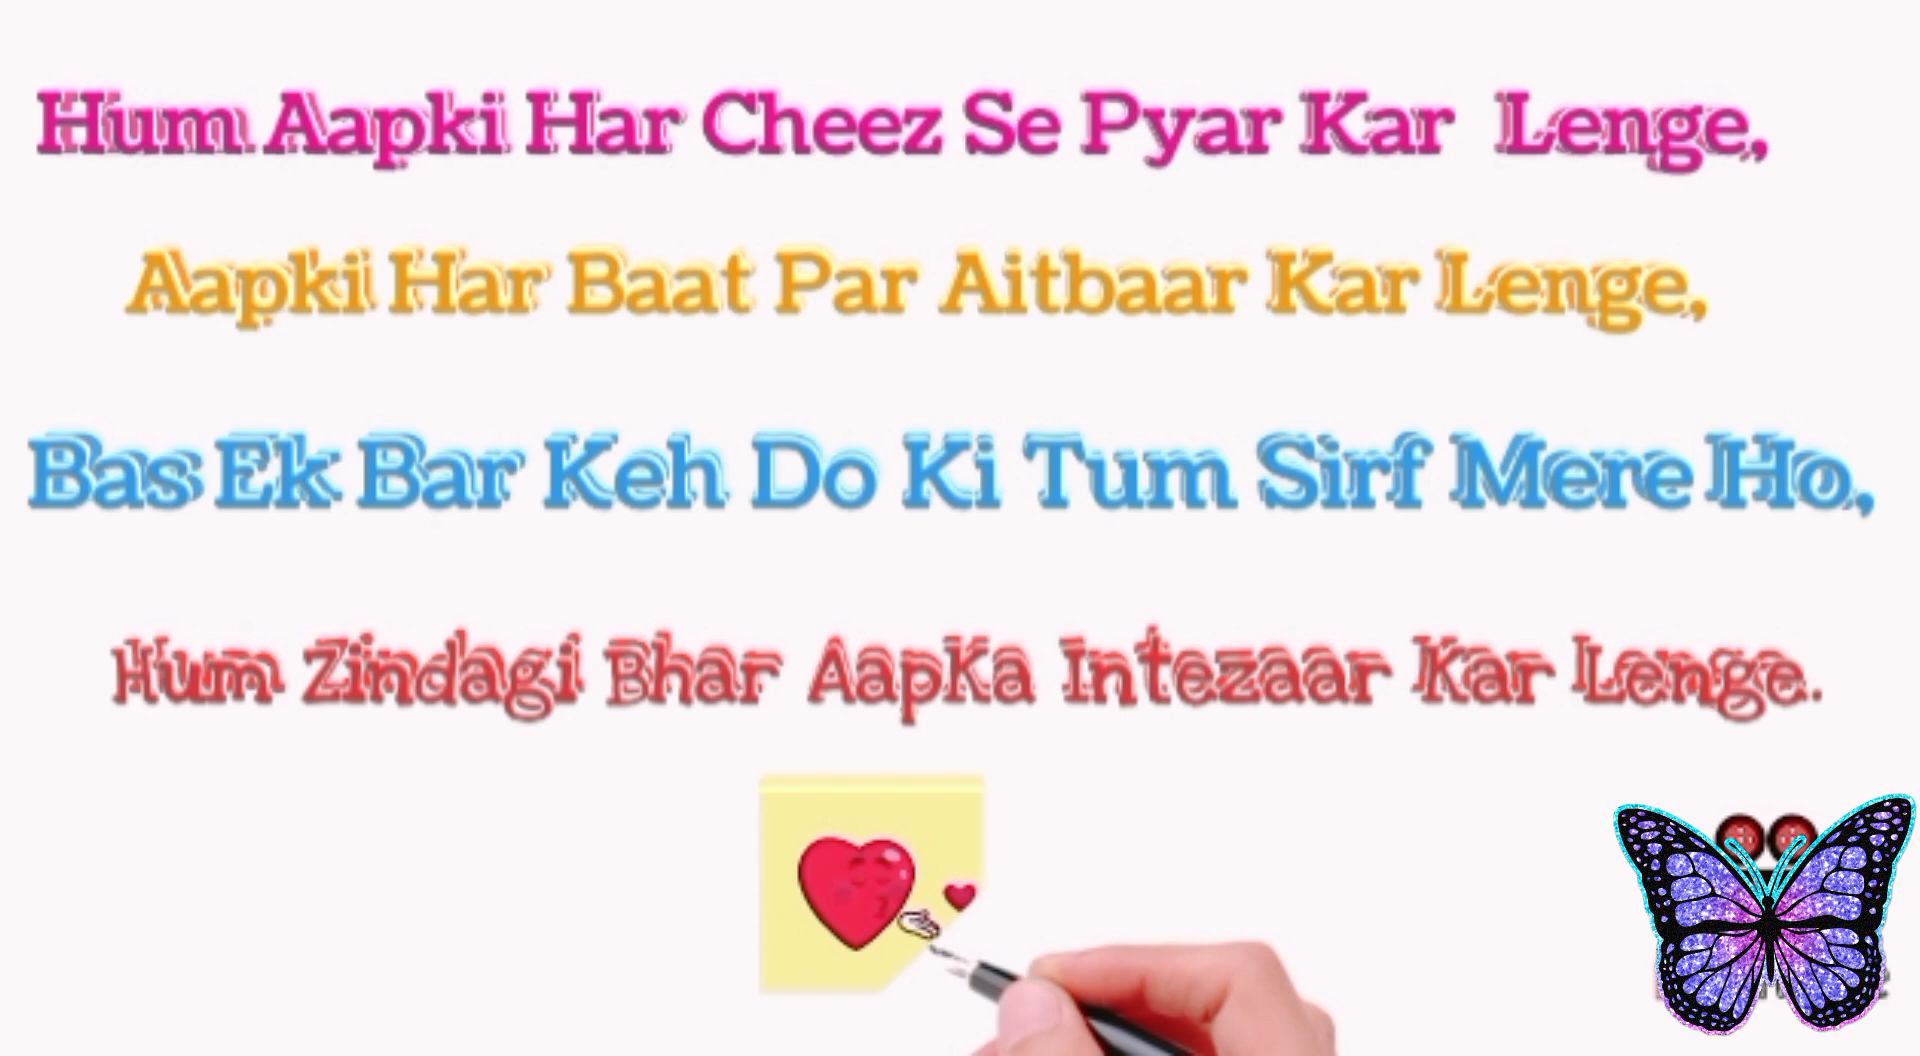 Hum Aapki Har Cheez Se Pyar Kar Lenge,
Aapki Har Baat Par Aitbaar Kar Lenge,
Bas Ek Bar Keh Do Ki Tum Sirf Mere Ho,
Hum Zindagi Bhar AapKa Intezaar Kar Lenge.